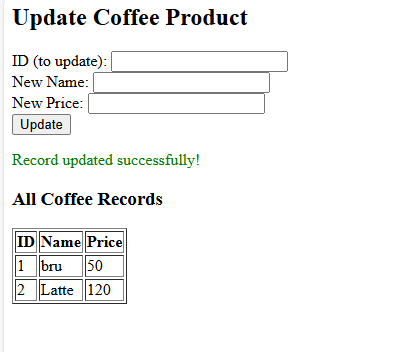 Update Coffee Product
ID (to update):
New Name:
New Price:
Update
Record updated successfully!
All Coffee Records
ID Name Price
1 bru 50
2 Latte 120